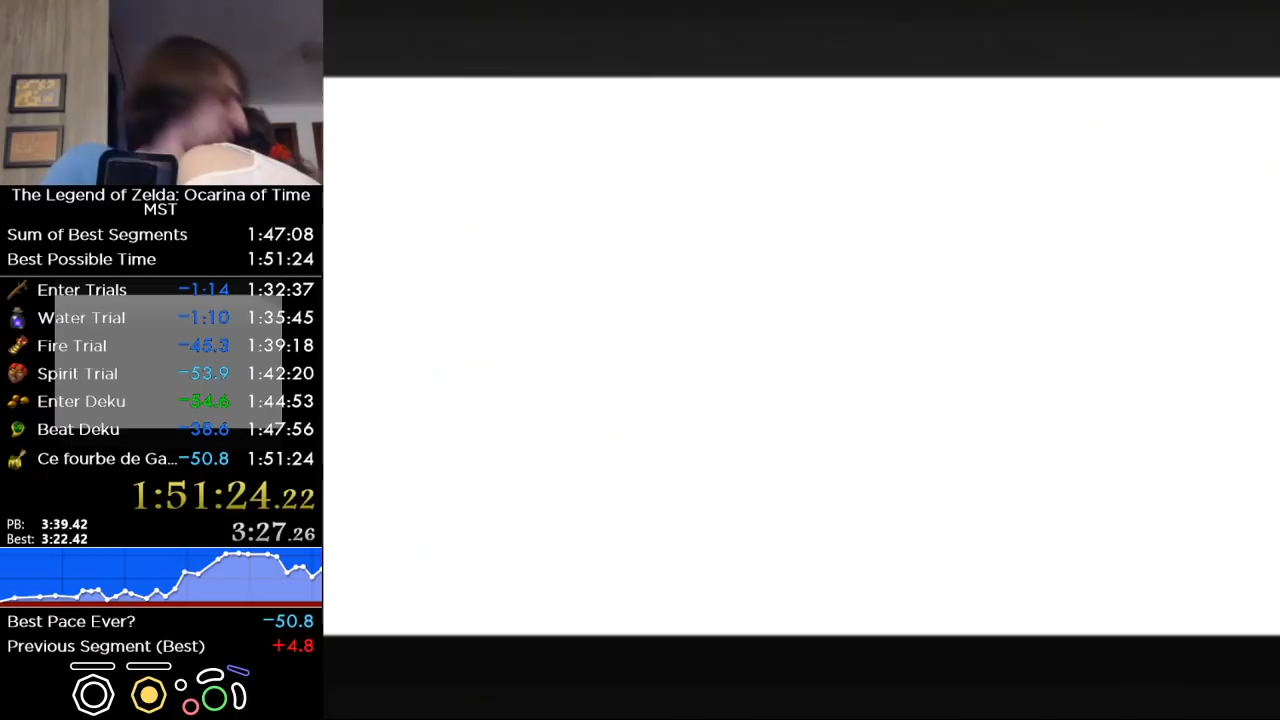 The Legend of Zelda: Ocarina of Time
MST
Sum of Best Segments 1:47:08
Best Possible Time 1:51:24
Enter Trials −1:14 1:32:37
Water Trial −1:10 1:35:45
Fire Trial −45.3 1:39:18
Spirit Trial −53.9 1:42:20
Enter Deku −54.6 1:44:53
Beat Deku −38.6 1:47:56
Ce fourbe de Ga... −50.8 1:51:24
1:51:24.22
PB: 3:39.42
3:27.26
Best: 3:22.42
Best Pace Ever? −50.8
Previous Segment (Best) +4.8